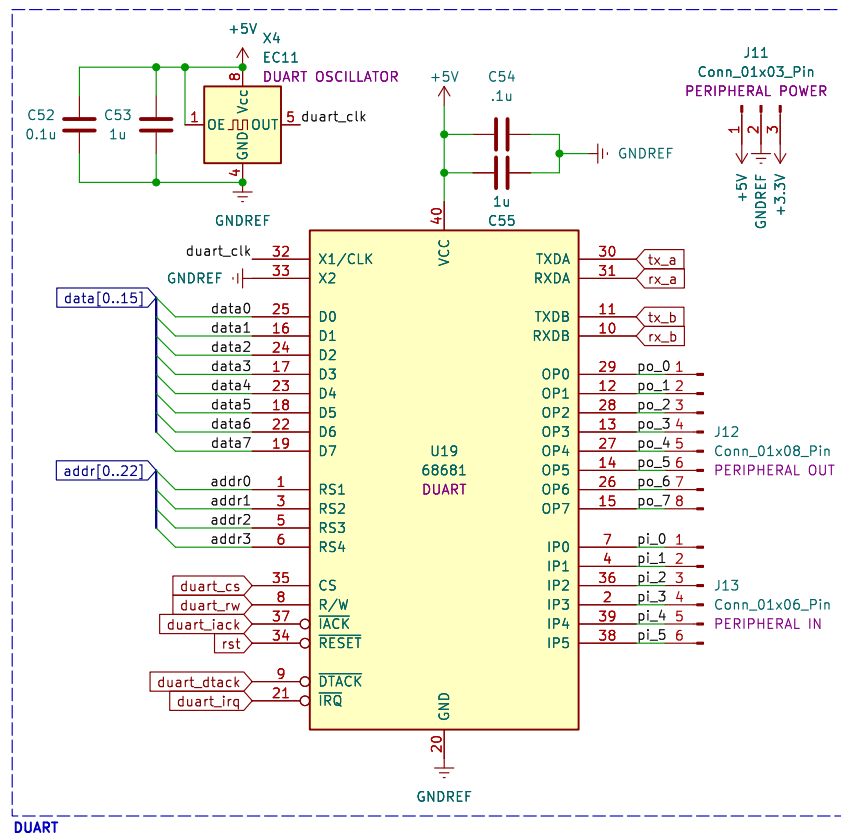 +5V
X4
EC11
DUART OSCILLATOR
8
Vcc
C52
0.1u
C53
1u
1
OE
OUT
5
duart_clk
GND
4
GNDREF
+5V
C54
.1u
GNDREF
1u
C55
J11
Conn_01x03_Pin
PERIPHERAL POWER
1
2
3
+5V
GNDREF
+3.3V
40
VCC
duart_clk 32 X1/CLK
GNDREF 33 X2
data[0..15]
data0 25 D0
data1 16 D1
data2 24 D2
data3 17 D3
data4 23 D4
data5 18 D5
data6 22 D6
data7 19 D7
addr[0..22]
addr0 1 RS1
addr1 3 RS2
addr2 5 RS3
addr3 6 RS4
duart_cs 35 CS
duart_rw 8 R/W
duart_iack 37 IACK
rst 34 RESET
duart_dtack 9 DTACK
duart_irq 21 IRQ
U19
68681
DUART
TXDA 30 tx_a
RXDA 31 rx_a
TXDB 11 tx_b
RXDB 10 rx_b
OP0 29 po_0 1
OP1 12 po_1 2
OP2 28 po_2 3
OP3 13 po_3 4
OP4 27 po_4 5
OP5 14 po_5 6
OP6 26 po_6 7
OP7 15 po_7 8
J12
Conn_01x08_Pin
PERIPHERAL OUT
IP0 7 pi_0 1
IP1 4 pi_1 2
IP2 36 pi_2 3
IP3 2 pi_3 4
IP4 39 pi_4 5
IP5 38 pi_5 6
J13
Conn_01x06_Pin
PERIPHERAL IN
GND
20
GNDREF
DUART